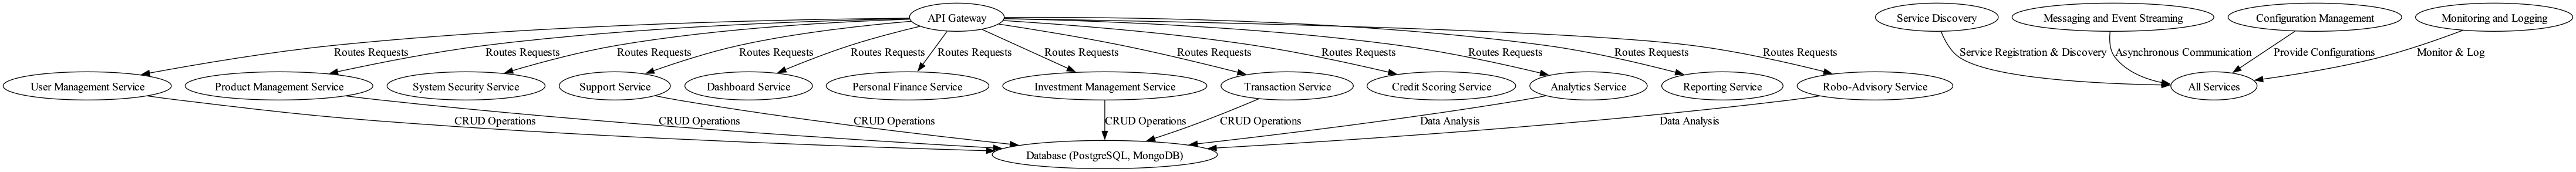 API Gateway
Service Discovery
Messaging and Event Streaming
Configuration Management
Monitoring and Logging
Routes Requests
Routes Requests
Routes Requests
Routes Requests
Routes Requests
Routes Requests
Routes Requests
Routes Requests
Routes Requests
Routes Requests
Routes Requests
Routes Requests
Service Registration & Discovery
Asynchronous Communication
Provide Configurations
Monitor & Log
User Management Service
Product Management Service
System Security Service
Support Service
Dashboard Service
Personal Finance Service
Investment Management Service
Transaction Service
Credit Scoring Service
Analytics Service
Reporting Service
Robo-Advisory Service
All Services
CRUD Operations
CRUD Operations
CRUD Operations
CRUD Operations
CRUD Operations
Data Analysis
Data Analysis
Database (PostgreSQL, MongoDB)